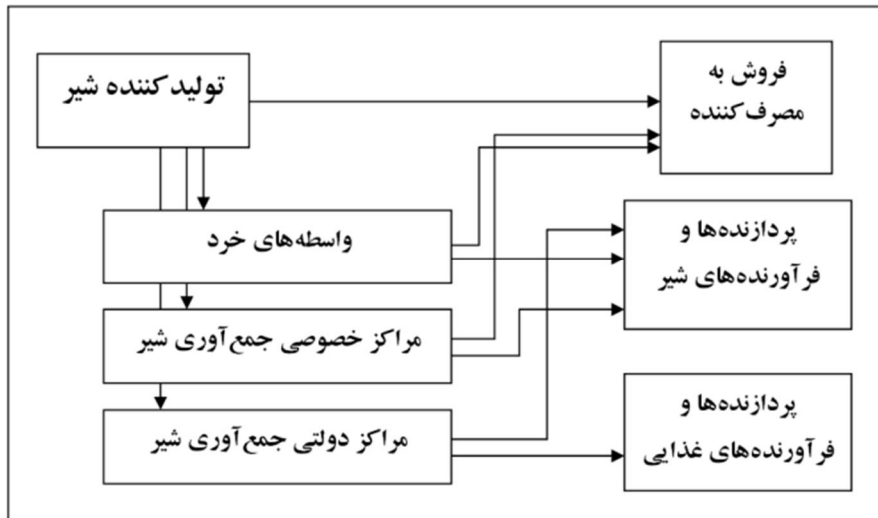 تولیدکننده شیر
فروش به
مصرف‌کننده
واسطه‌های خرد
پردازنده‌ها و
فرآورنده‌های شیر
مراکز خصوصی جمع‌آوری شیر
مراکز دولتی جمع‌آوری شیر
پردازنده‌ها و
فرآورنده‌های غذایی